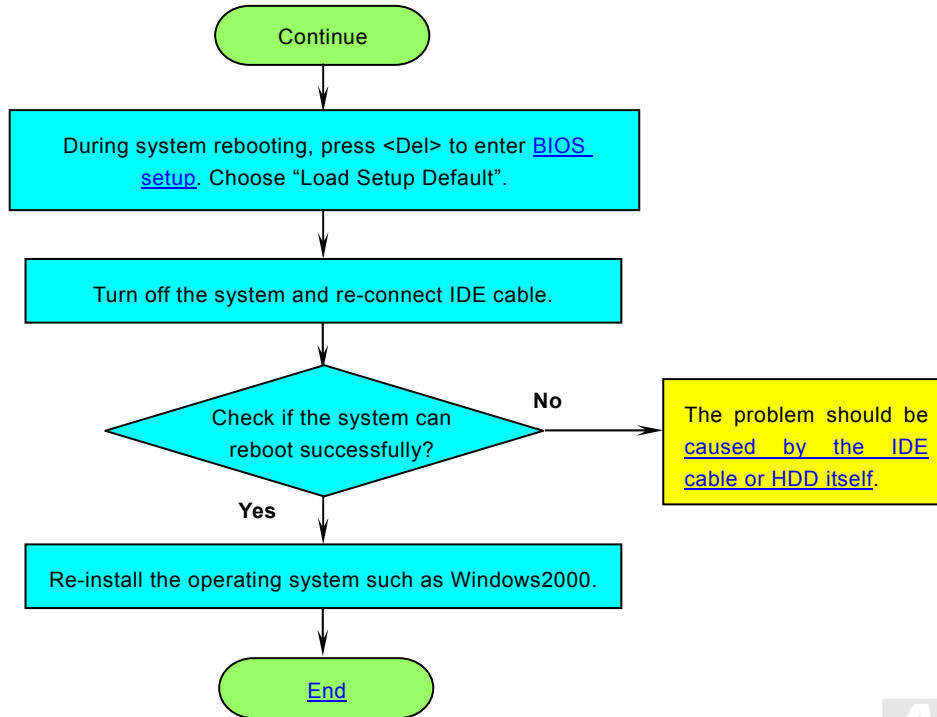 Continue
During system rebooting, press <Del> to enter BIOS
setup. Choose “Load Setup Default”.
Turn off the system and re-connect IDE cable.
Check if the system can
reboot successfully?
No
The problem should be
caused by the IDE
cable or HDD itself.
Yes
Re-install the operating system such as Windows2000.
End